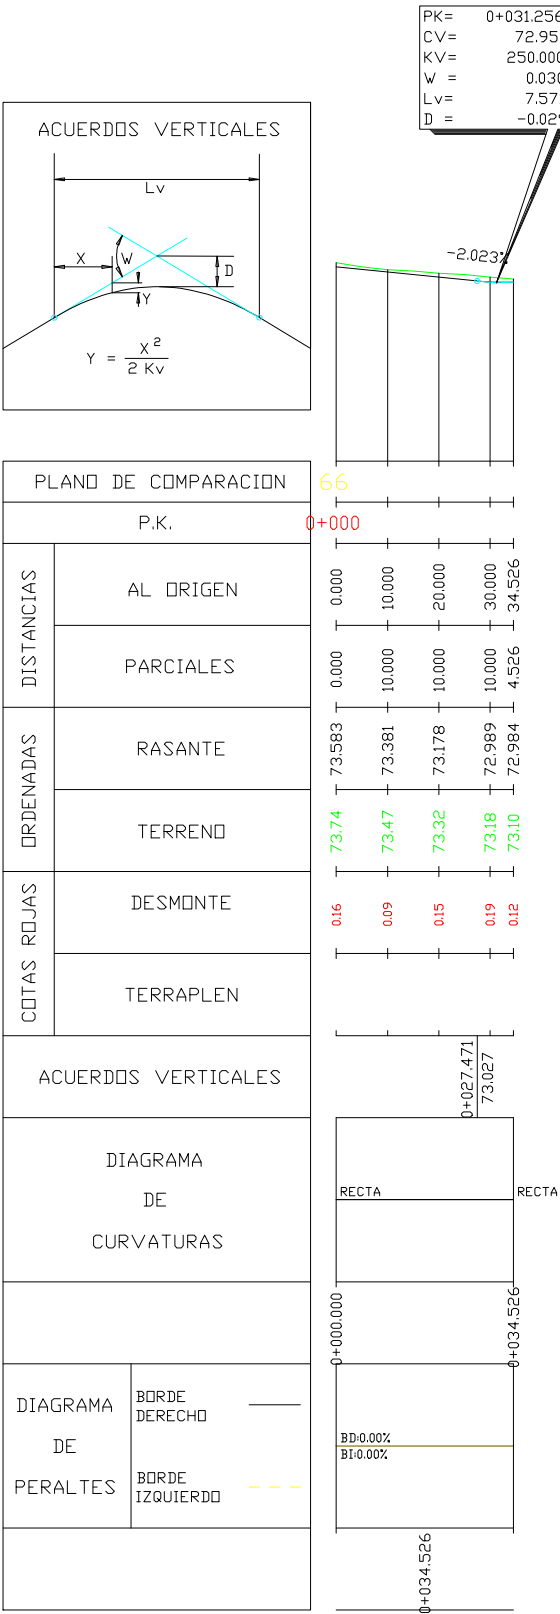 PK= 0+031.256
CV= 72.95
KV= 250.000
W = 0.030
Lv= 7.57
D = -0.029
ACUERDOS VERTICALES
Lv
X
W
D
Y
Y = X 2
2 Kv
-2.023%
PLANO DE COMPARACION 66
P.K. 0+000
DISTANCIAS
AL ORIGEN 0.000 10.000 20.000 30.000 34.526
PARCIALES 0.000 10.000 10.000 10.000 4.526
ORDENADAS
RASANTE 73.583 73.381 73.178 72.989 72.984
TERRENO 73.74 73.47 73.32 73.18 73.10
COTAS ROJAS
DESMONTE 0.16 0.09 0.15 0.19 0.12
TERRAPLEN
ACUERDOS VERTICALES 0+027.471 73.027
DIAGRAMA
DE
CURVATURAS
RECTA RECTA
0+000.000 0+034.526
DIAGRAMA
DE
PERALTES
BORDE
DERECHO
BORDE
IZQUIERDO
BD:0.00%
BI:0.00%
0+034.526